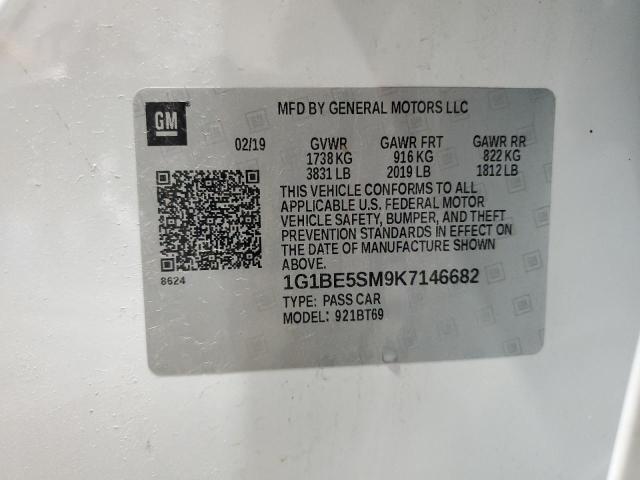 GM
MFD BY GENERAL MOTORS LLC
02/19 GVWR GAWR FRT GAWR RR
1738 KG 916 KG 822 KG
3831 LB 2019 LB 1812 LB
THIS VEHICLE CONFORMS TO ALL
APPLICABLE U.S. FEDERAL MOTOR
VEHICLE SAFETY, BUMPER, AND THEFT
PREVENTION STANDARDS IN EFFECT ON
THE DATE OF MANUFACTURE SHOWN
ABOVE.
8624
1G1BE5SM9K7146682
TYPE: PASS CAR
MODEL: 921BT69